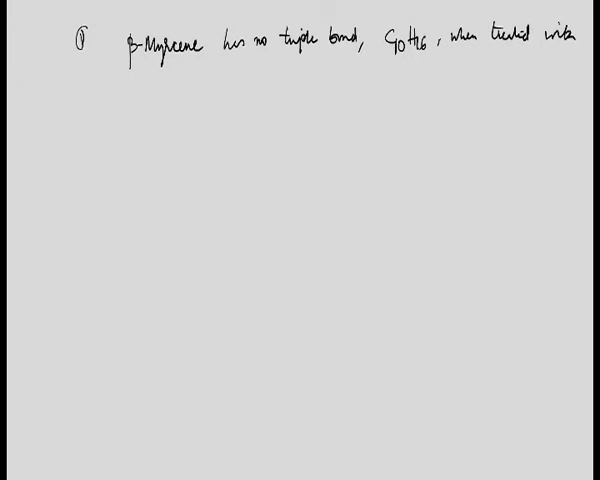 ① β-Myrcene has no triple bond, C10H16, when treated with